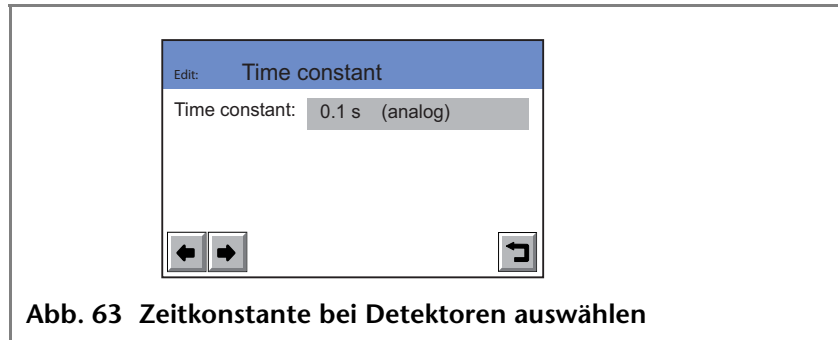 Edit: Time constant
Time constant: 0.1 s (analog)
Abb. 63 Zeitkonstante bei Detektoren auswählen